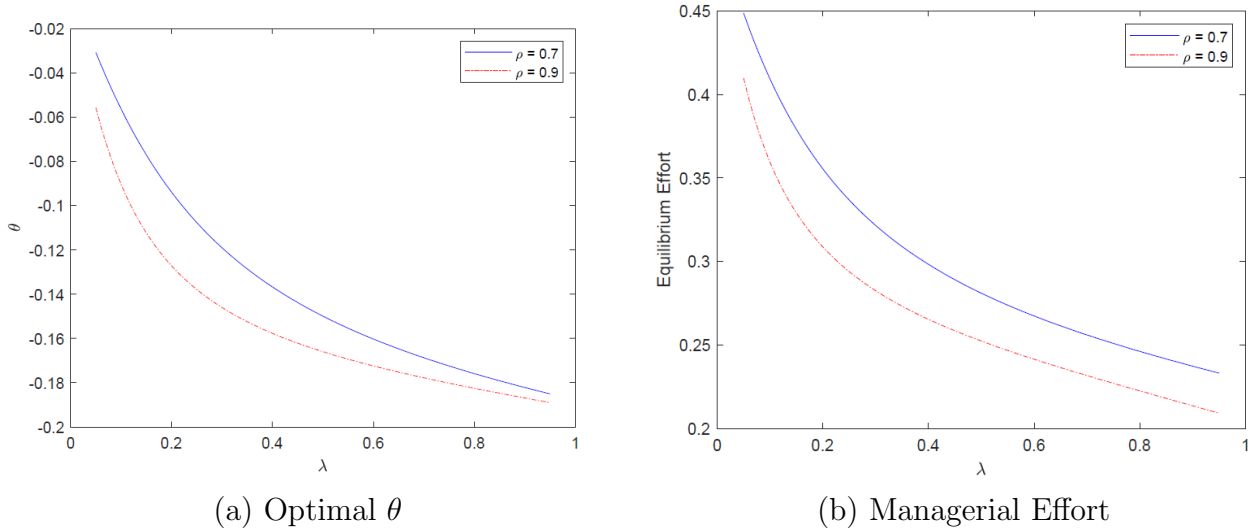 -0.02
-0.04
-0.06
-0.08
-0.1
-0.12
-0.14
-0.16
-0.18
-0.2
θ
0 0.2 0.4 0.6 0.8 1
λ
ρ = 0.7
ρ = 0.9
(a) Optimal θ
0.45
0.4
0.35
0.3
0.25
0.2
Equilibrium Effort
0 0.2 0.4 0.6 0.8 1
λ
ρ = 0.7
ρ = 0.9
(b) Managerial Effort